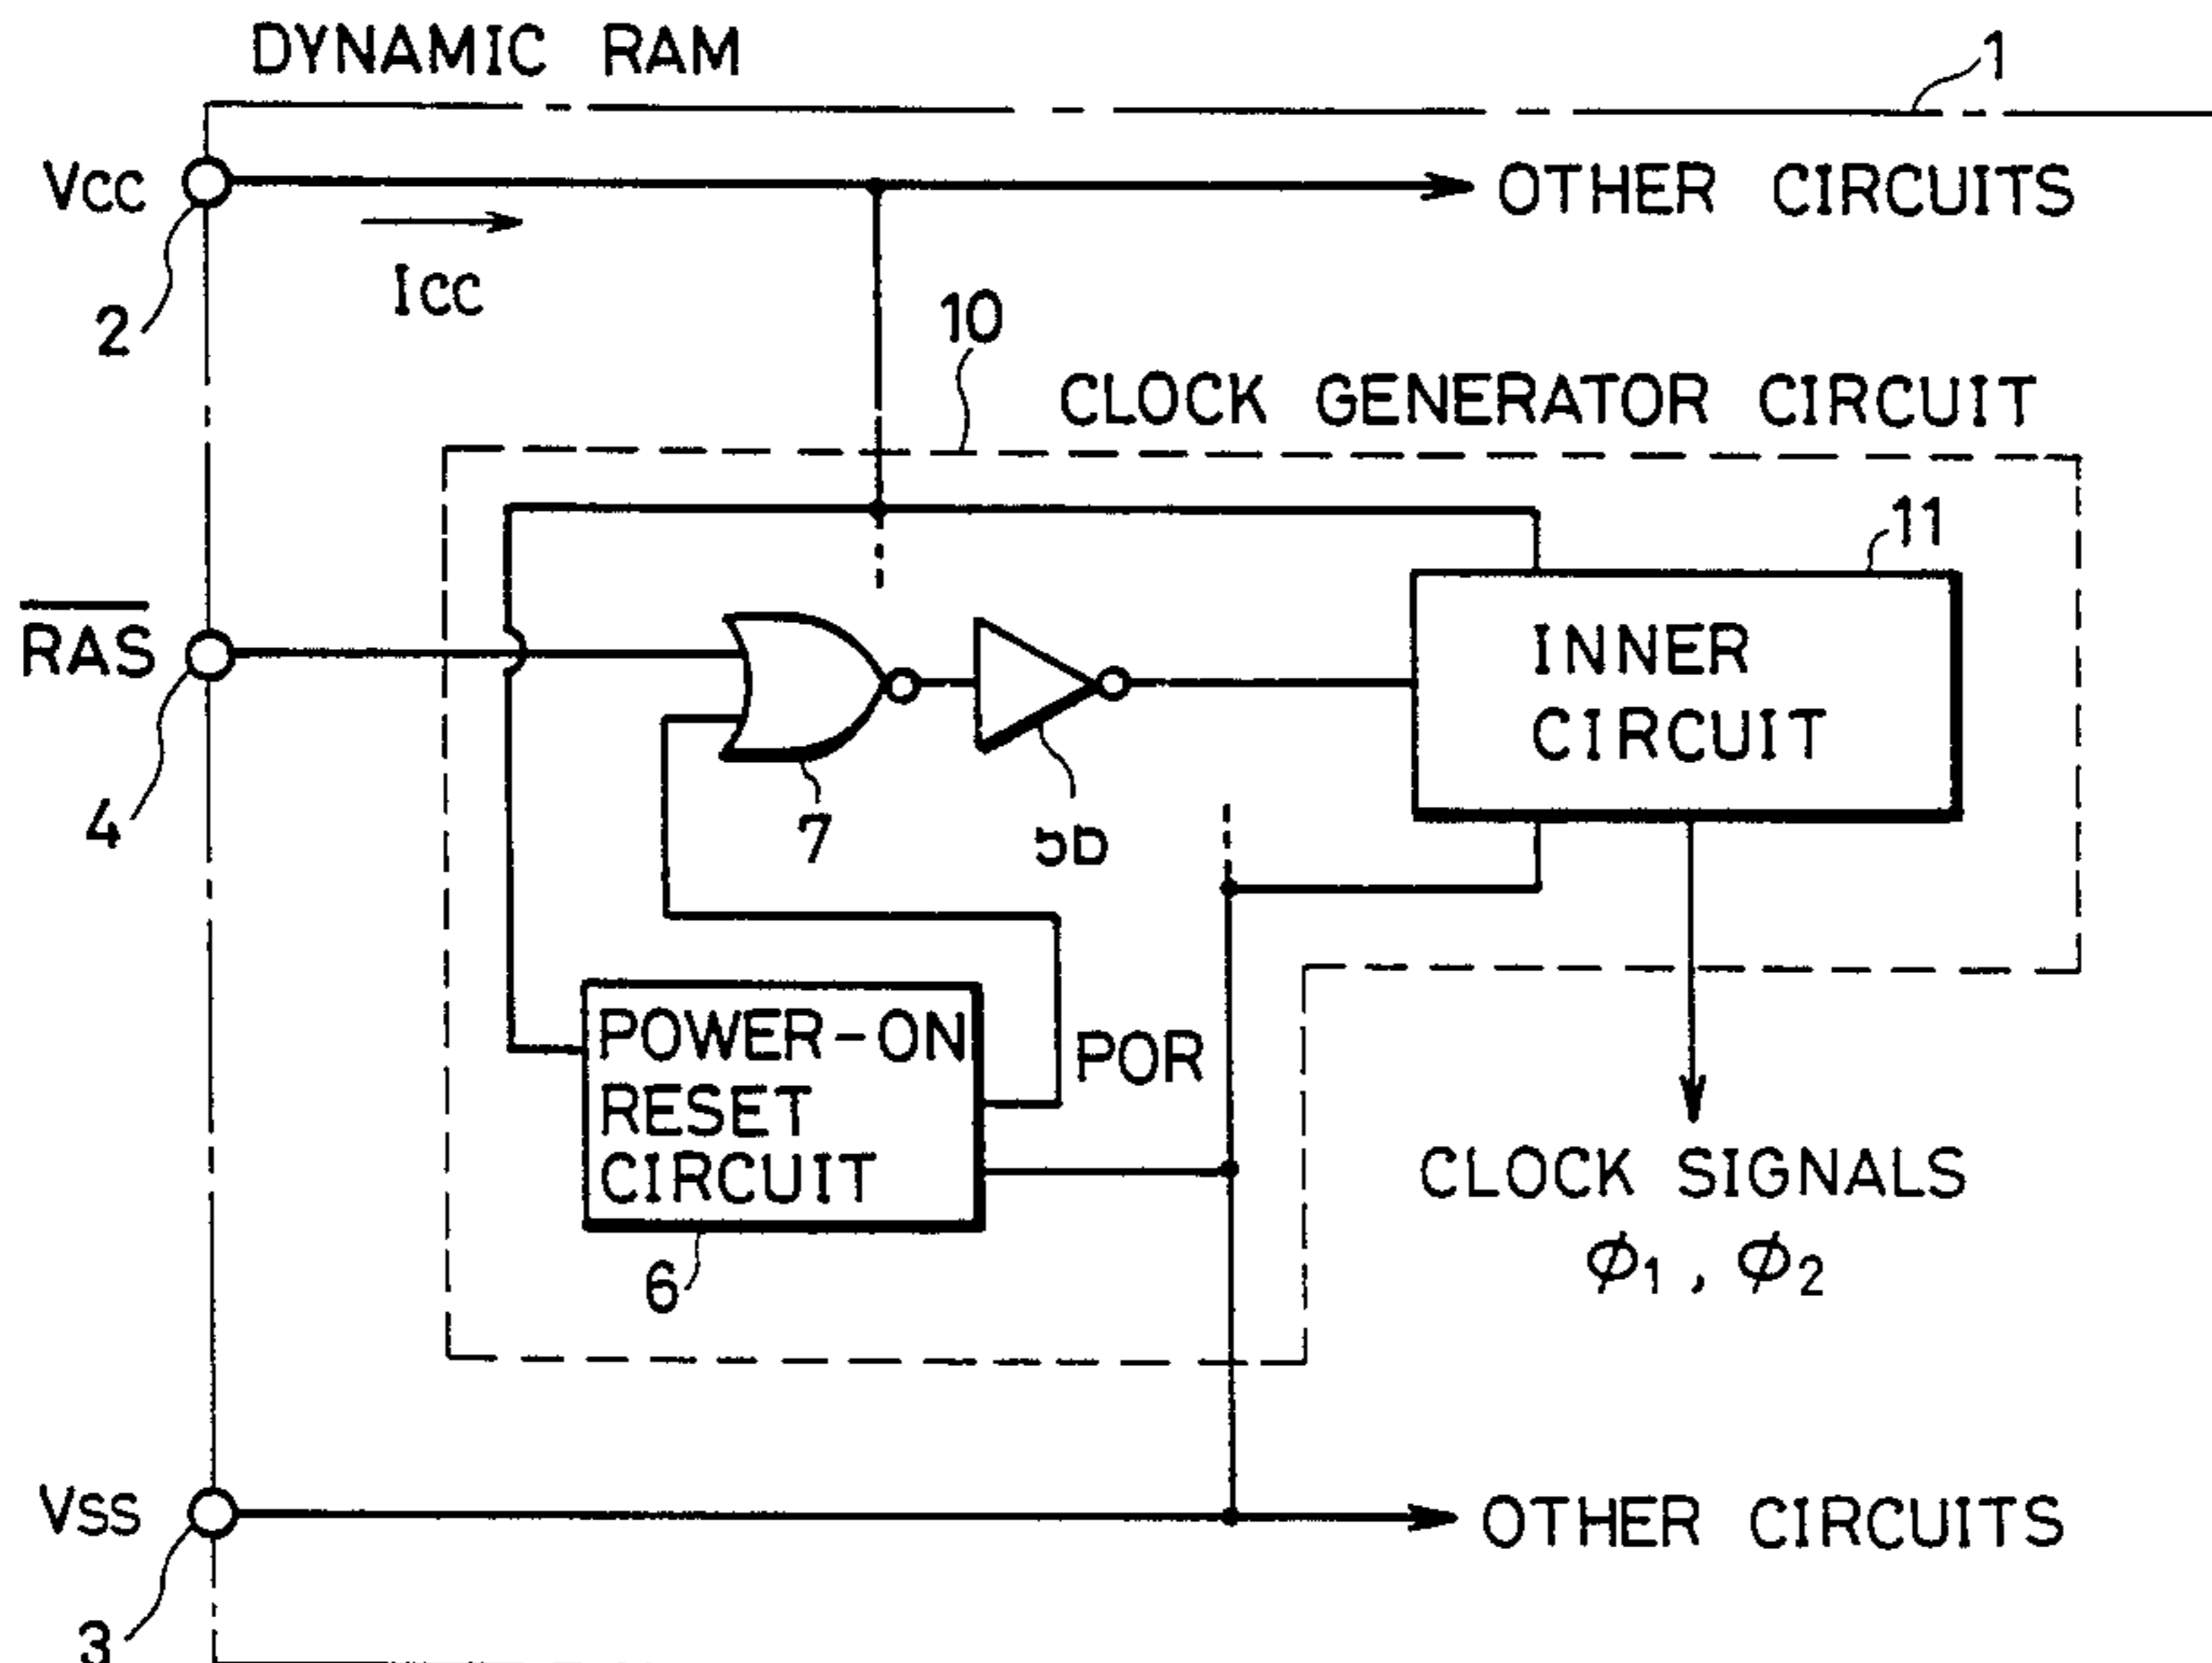 DYNAMIC RAM
1
VCC
OTHER CIRCUITS
ICC
2
10
CLOCK GENERATOR CIRCUIT
11
R̅A̅S̅
INNER
CIRCUIT
4
7
5b
POWER-ON
RESET
CIRCUIT
POR
6
CLOCK SIGNALS
ϕ1, ϕ2
VSS
OTHER CIRCUITS
3